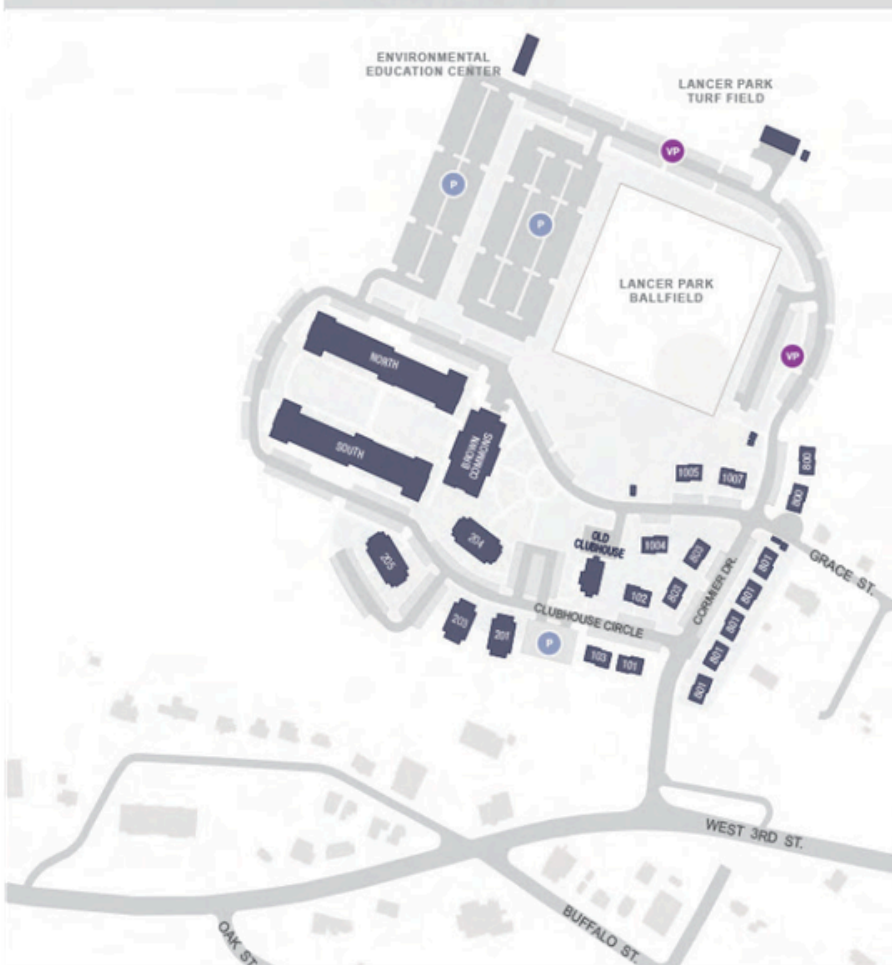 ENVIRONMENTAL
EDUCATION CENTER
LANCER PARK
TURF FIELD
VP
P
P
LANCER PARK
BALLFIELD
VP
NORTH
SOUTH
BROWN
COMMONS
1005
1007
800
800
204
205
OLD
CLUBHOUSE
1004
803
801
GRACE ST.
102
803
CORMIER DR.
801
203
201
CLUBHOUSE CIRCLE
801
P
103
101
801
801
WEST 3RD ST.
BUFFALO ST.
OAK ST.